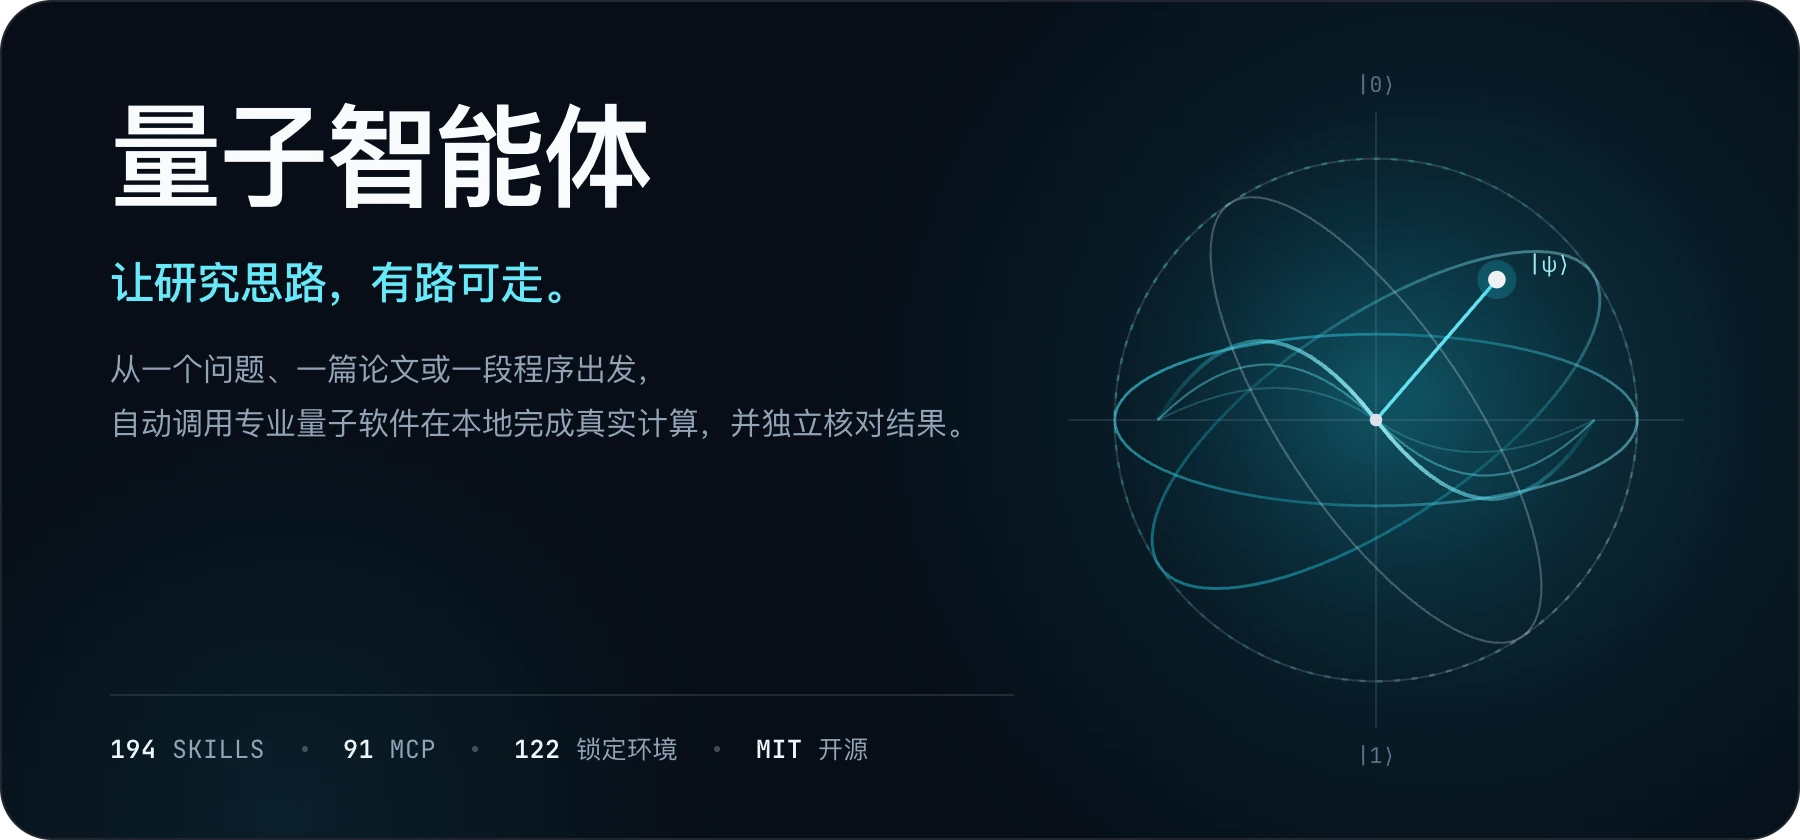 量子智能体
让研究思路，有路可走。
从一个问题、一篇论文或一段程序出发，
自动调用专业量子软件在本地完成真实计算，并独立核对结果。
194 SKILLS • 91 MCP • 122 锁定环境 • MIT 开源
|0⟩
|ψ⟩
|1⟩